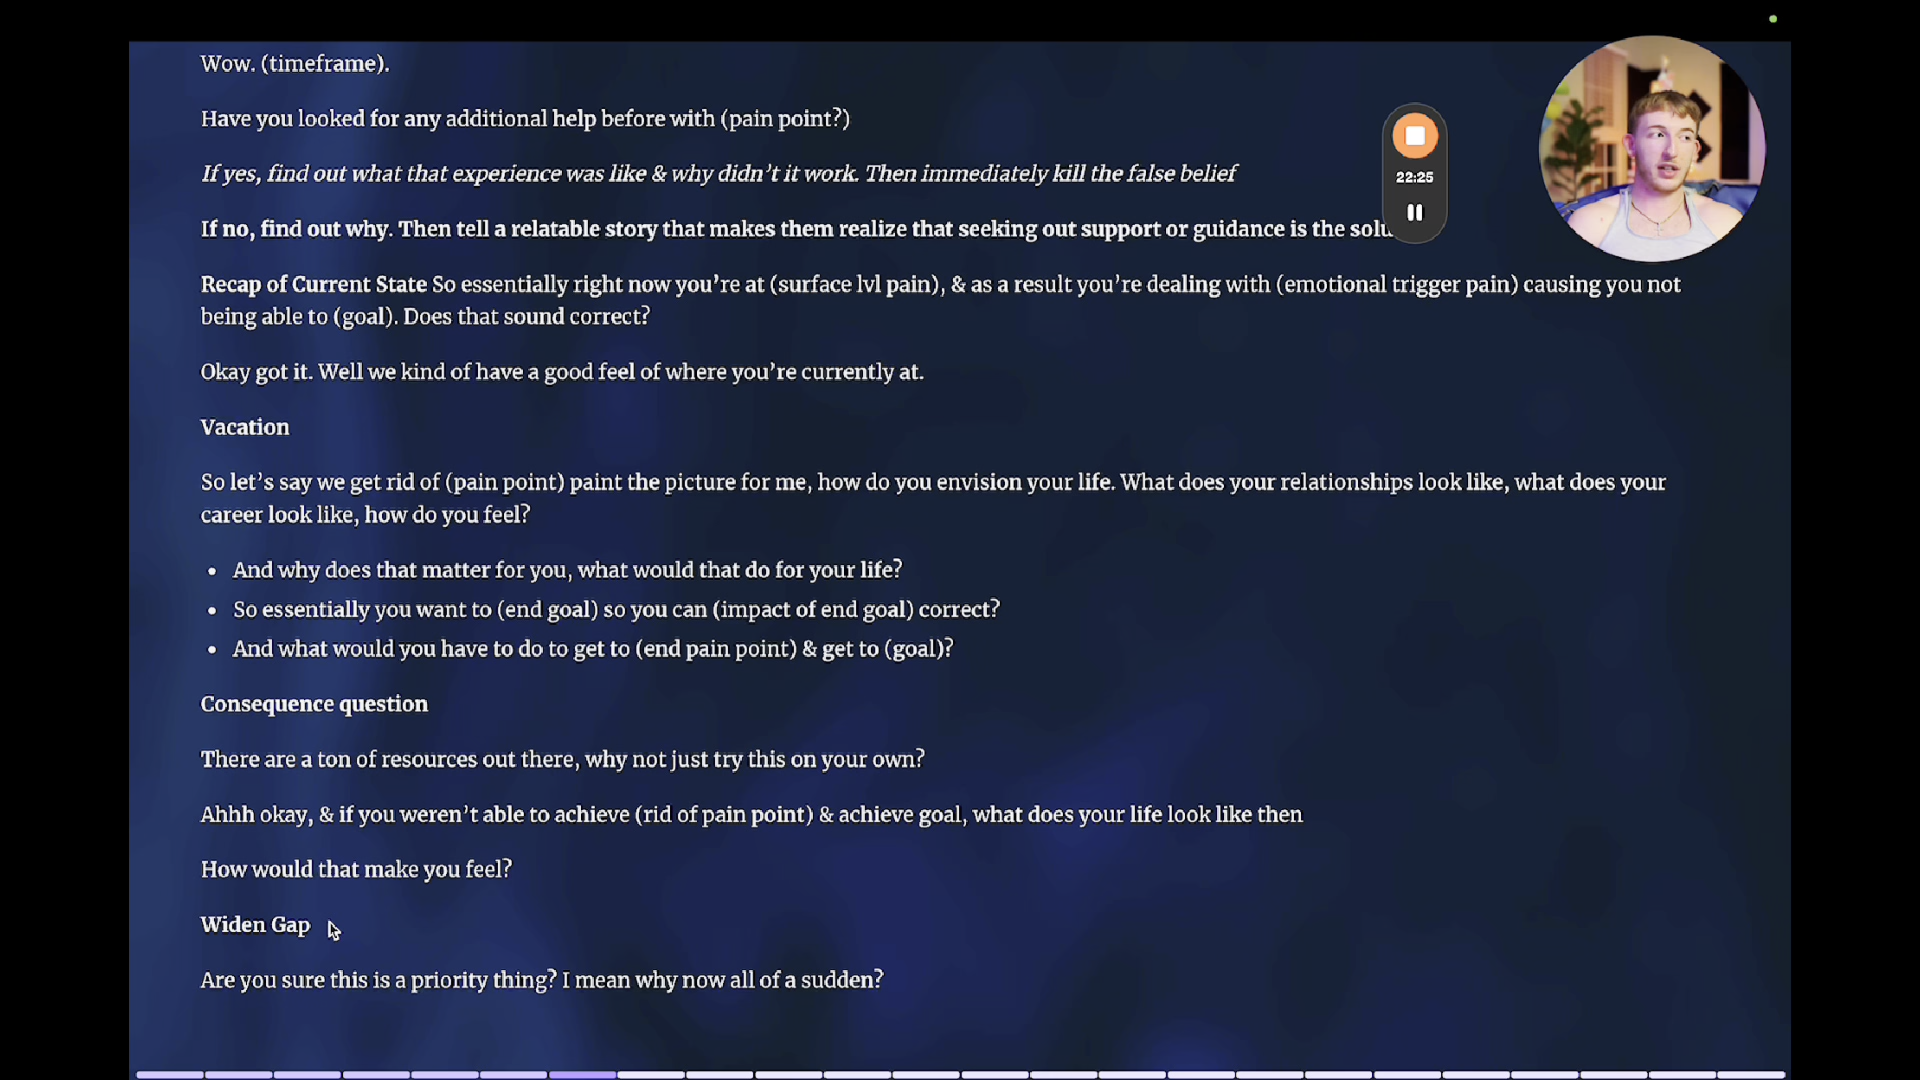 Wow. (timeframe).
Have you looked for any additional help before with (pain point?)
If yes, find out what that experience was like & why didn't it work. Then immediately kill the false belief
If no, find out why. Then tell a relatable story that makes them realize that seeking out support or guidance is the solu
22:25
Recap of Current State So essentially right now you're at (surface lvl pain), & as a result you're dealing with (emotional trigger pain) causing you not
being able to (goal). Does that sound correct?
Okay got it. Well we kind of have a good feel of where you're currently at.
Vacation
So let's say we get rid of (pain point) paint the picture for me, how do you envision your life. What does your relationships look like, what does your
career look like, how do you feel?
• And why does that matter for you, what would that do for your life?
• So essentially you want to (end goal) so you can (impact of end goal) correct?
• And what would you have to do to get to (end pain point) & get to (goal)?
Consequence question
There are a ton of resources out there, why not just try this on your own?
Ahhh okay, & if you weren't able to achieve (rid of pain point) & achieve goal, what does your life look like then
How would that make you feel?
Widen Gap
Are you sure this is a priority thing? I mean why now all of a sudden?